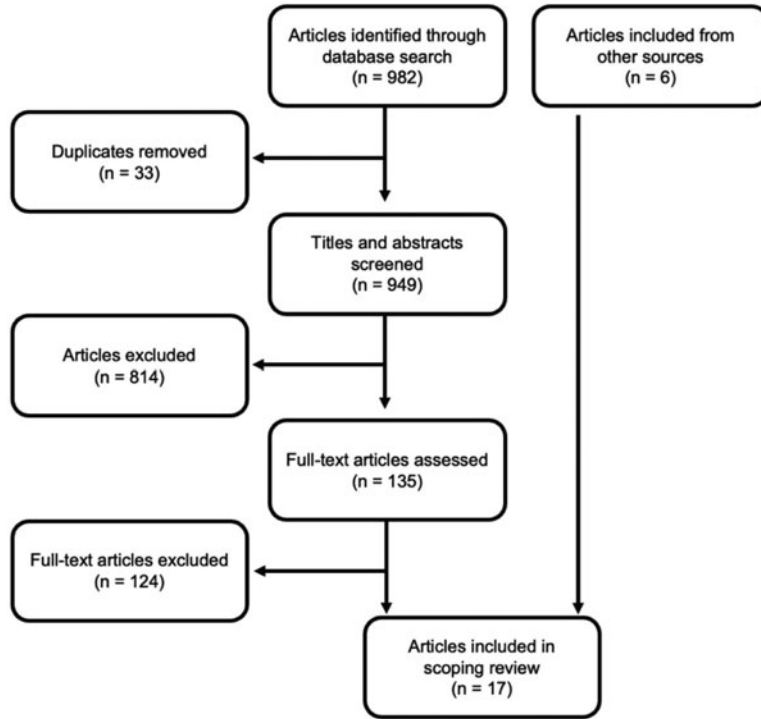 Articles identified through
database search
(n = 982)
Articles included from
other sources
(n = 6)
Duplicates removed
(n = 33)
Titles and abstracts
screened
(n = 949)
Articles excluded
(n = 814)
Full-text articles assessed
(n = 135)
Full-text articles excluded
(n = 124)
Articles included in
scoping review
(n = 17)